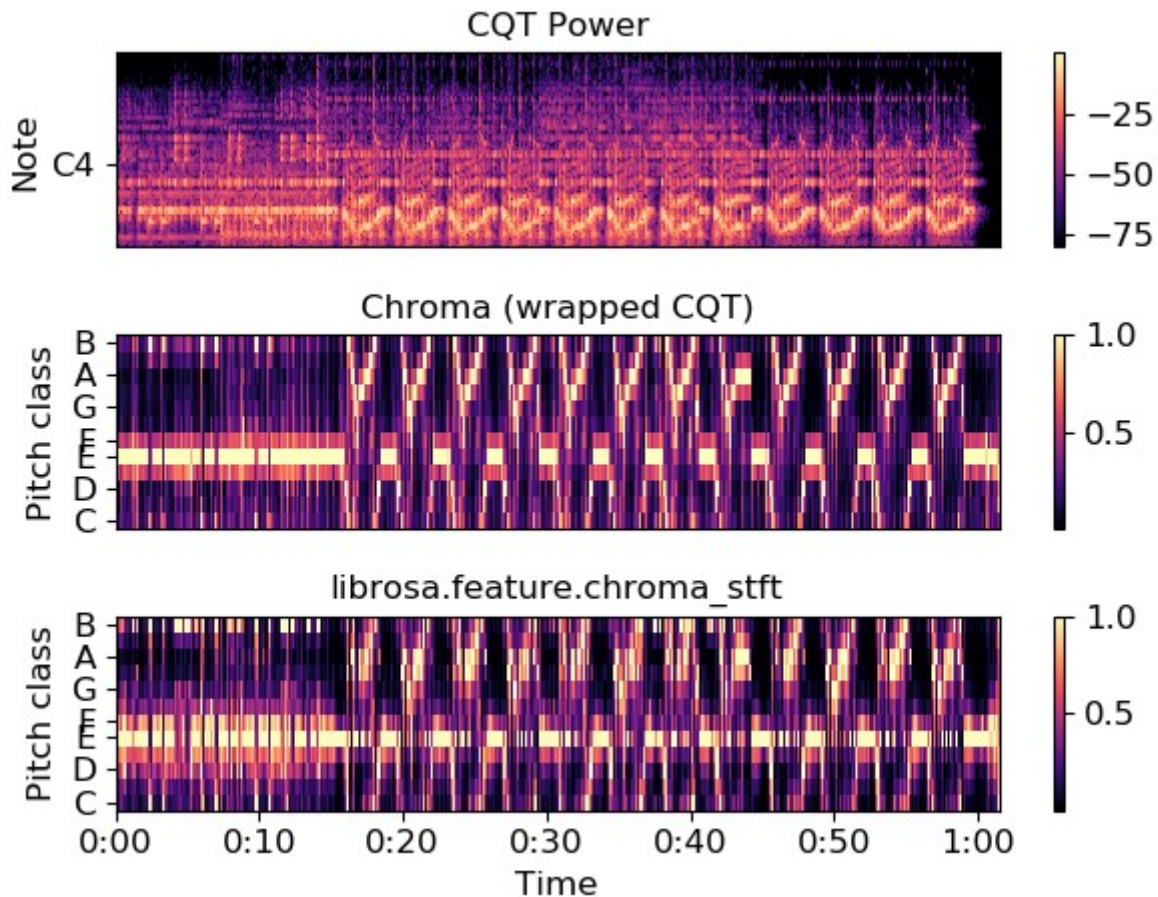 CQT Power
Note
C4
−25
−50
−75
Chroma (wrapped CQT)
Pitch class
B
A
G
F
E
D
C
1.0
0.5
librosa.feature.chroma_stft
Pitch class
B
A
G
F
E
D
C
1.0
0.5
0:00 0:10 0:20 0:30 0:40 0:50 1:00
Time